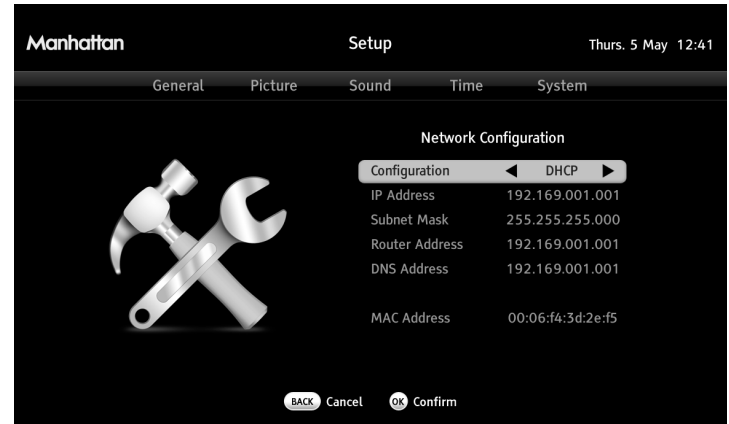 Manhattan Setup Thurs. 5 May 12:41
General Picture Sound Time System
Network Configuration
Configuration DHCP
IP Address 192.169.001.001
Subnet Mask 255.255.255.000
Router Address 192.169.001.001
DNS Address 192.169.001.001
MAC Address 00:06:f4:3d:2e:f5
BACK Cancel OK Confirm